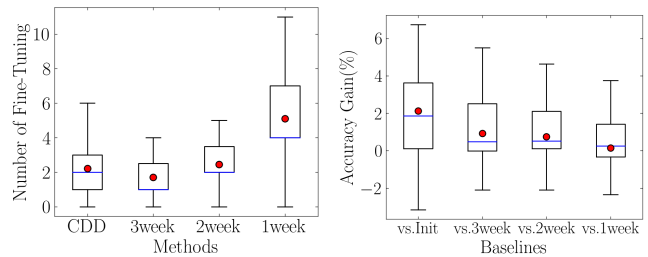 Number of Fine-Tuning
10
8
6
4
2
0
CDD 3week 2week 1week
Methods
Accuracy Gain(%)
6
4
2
0
−2
vs.Init vs.3week vs.2week vs.1week
Baselines